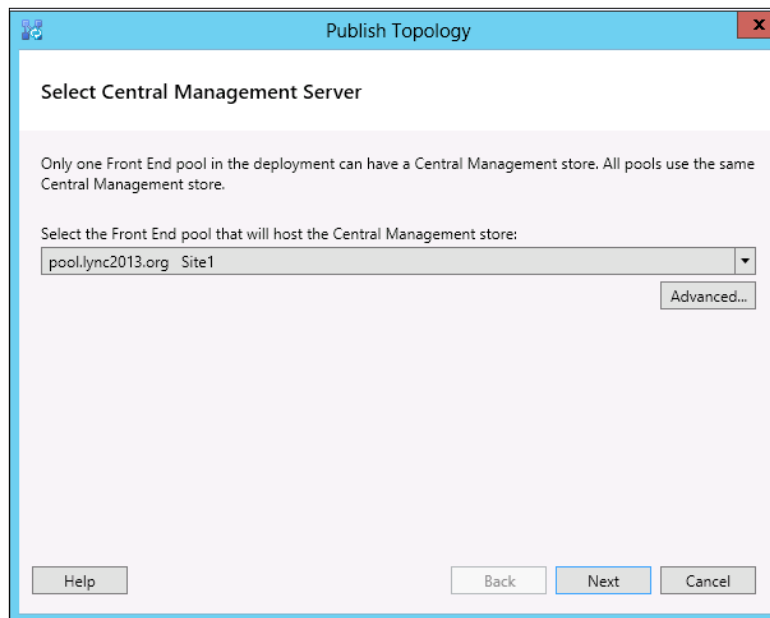 Publish Topology
x
Select Central Management Server
Only one Front End pool in the deployment can have a Central Management store. All pools use the same
Central Management store.
Select the Front End pool that will host the Central Management store:
pool.lync2013.org Site1
Advanced...
Help
Back
Next
Cancel